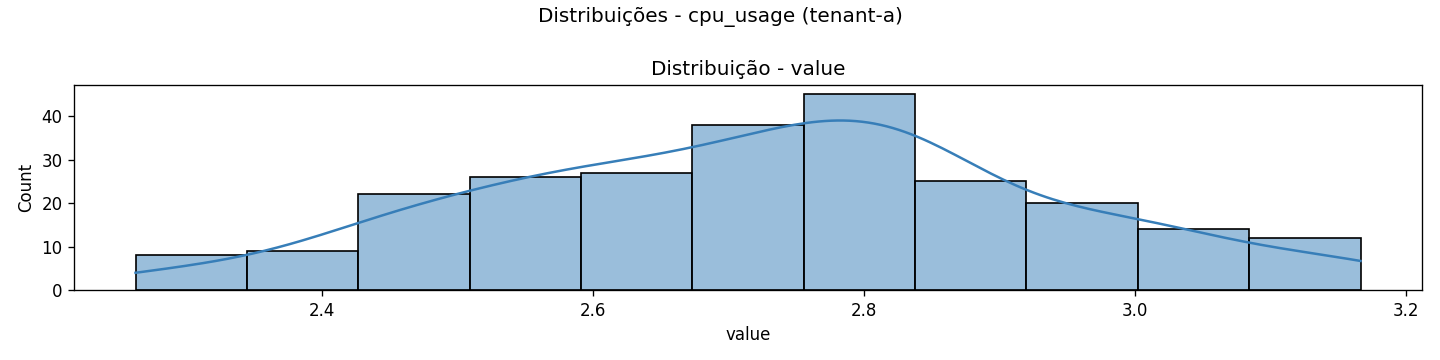 Distribuições - cpu_usage (tenant-a)
Distribuição - value
Count
40
30
20
10
0
2.4 2.6 2.8 3.0 3.2
value